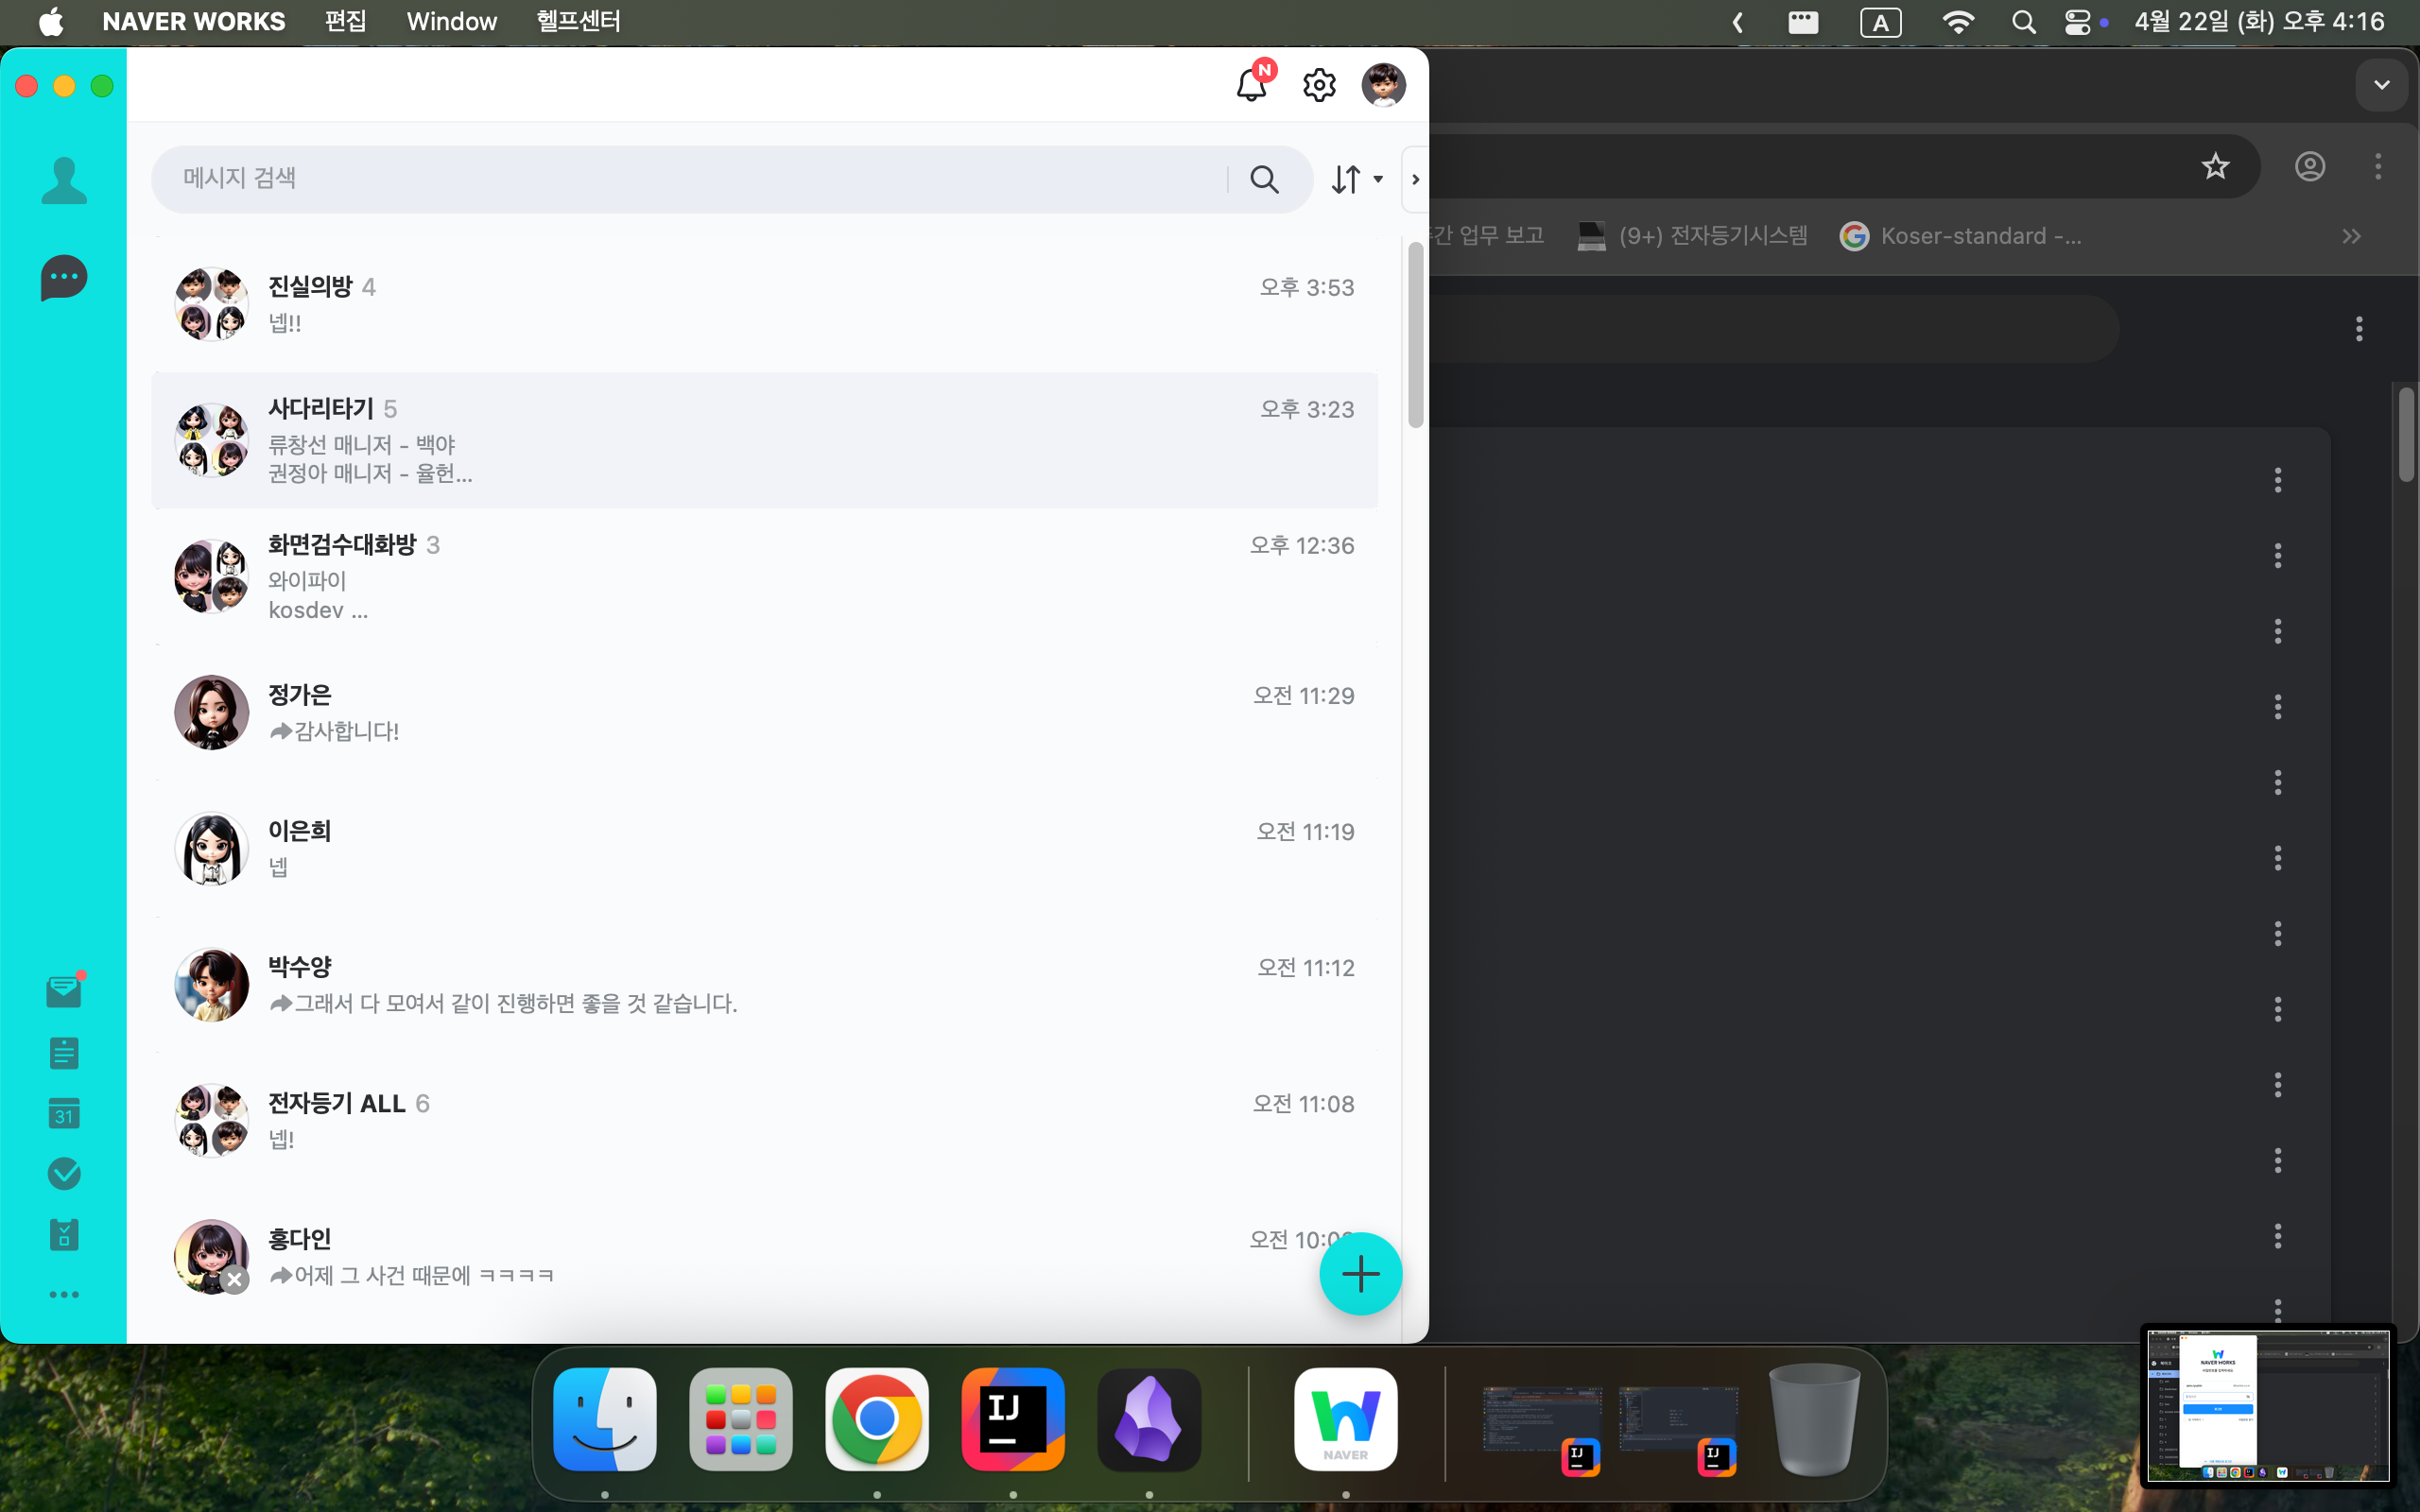 NAVER WORKS 편집 Window 헬프센터
A
4월 22일 (화) 오후 4:16
N
메시지 검색
간 업무 보고
(9+) 전자등기시스템
Koser-standard -...
진실의방 4
오후 3:53
넵!!
사다리타기 5
오후 3:23
류창선 매니저 - 백야
권정아 매니저 - 율헌...
화면검수대화방 3
오후 12:36
와이파이
kosdev ...
정가은
오전 11:29
감사합니다!
이은희
오전 11:19
넵
박수양
오전 11:12
그래서 다 모여서 같이 진행하면 좋을 것 같습니다.
전자등기 ALL 6
오전 11:08
넵!
31
홍다인
오전 10:0
어제 그 사건 때문에 ㅋㅋㅋㅋ
IJ
NAVER
IJ
IJ
NAVER WORKS